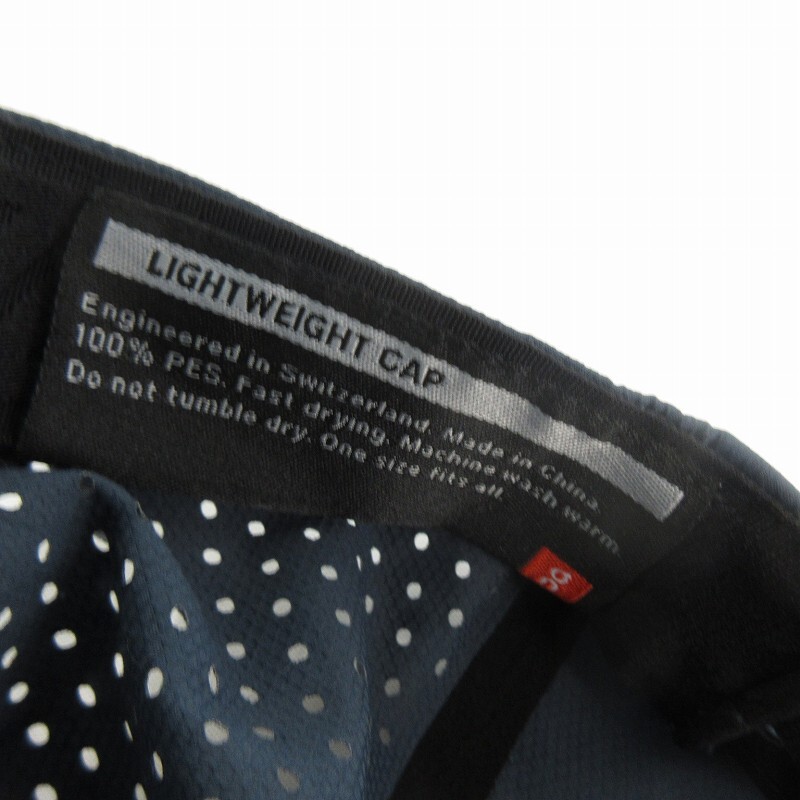 LIGHTWEIGHT CAP
Engineered in Switzerland. Made in China.
100% PES. Fast drying. Machine wash warm.
Do not tumble dry. One size fits all.